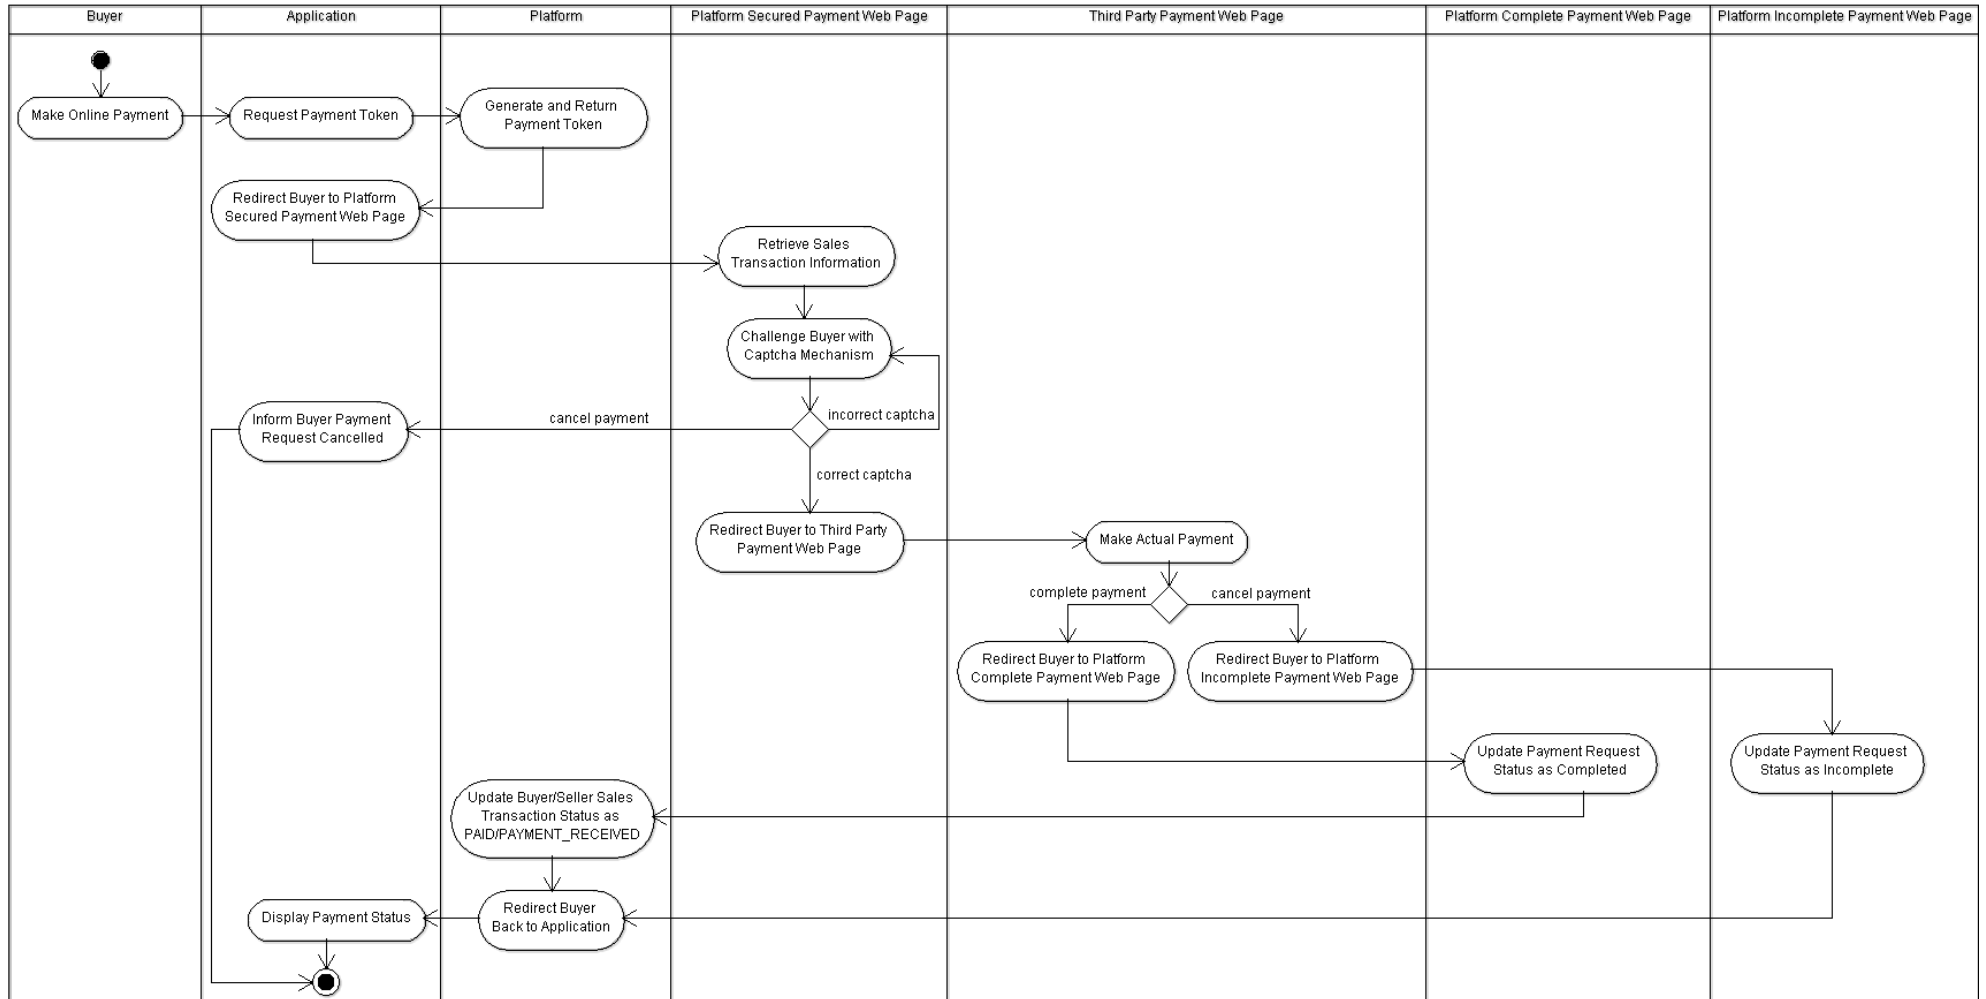 Buyer
Application
Platform
Platform Secured Payment Web Page
Third Party Payment Web Page
Platform Complete Payment Web Page
Platform Incomplete Payment Web Page
Make Online Payment
Request Payment Token
Generate and Return
Payment Token
Redirect Buyer to Platform
Secured Payment Web Page
Retrieve Sales
Transaction Information
Challenge Buyer with
Captcha Mechanism
incorrect captcha
cancel payment
Inform Buyer Payment
Request Cancelled
correct captcha
Redirect Buyer to Third Party
Payment Web Page
Make Actual Payment
complete payment
cancel payment
Redirect Buyer to Platform
Complete Payment Web Page
Redirect Buyer to Platform
Incomplete Payment Web Page
Update Payment Request
Status as Completed
Update Payment Request
Status as Incomplete
Update Buyer/Seller Sales
Transaction Status as
PAID/PAYMENT_RECEIVED
Redirect Buyer
Back to Application
Display Payment Status